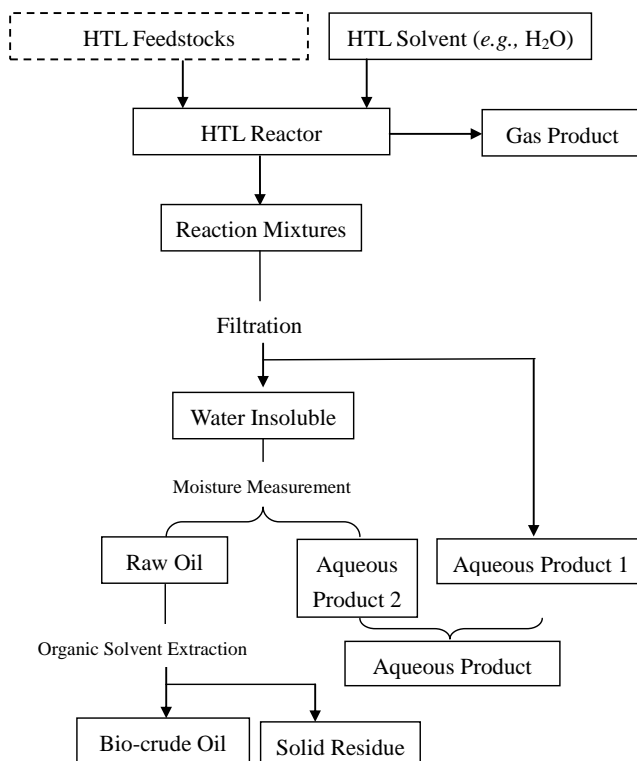 HTL Feedstocks
HTL Solvent (e.g., H₂O)
HTL Reactor
Gas Product
Reaction Mixtures
Filtration
Water Insoluble
Moisture Measurement
Raw Oil
Aqueous
Product 2
Aqueous Product 1
Organic Solvent Extraction
Aqueous Product
Bio-crude Oil
Solid Residue